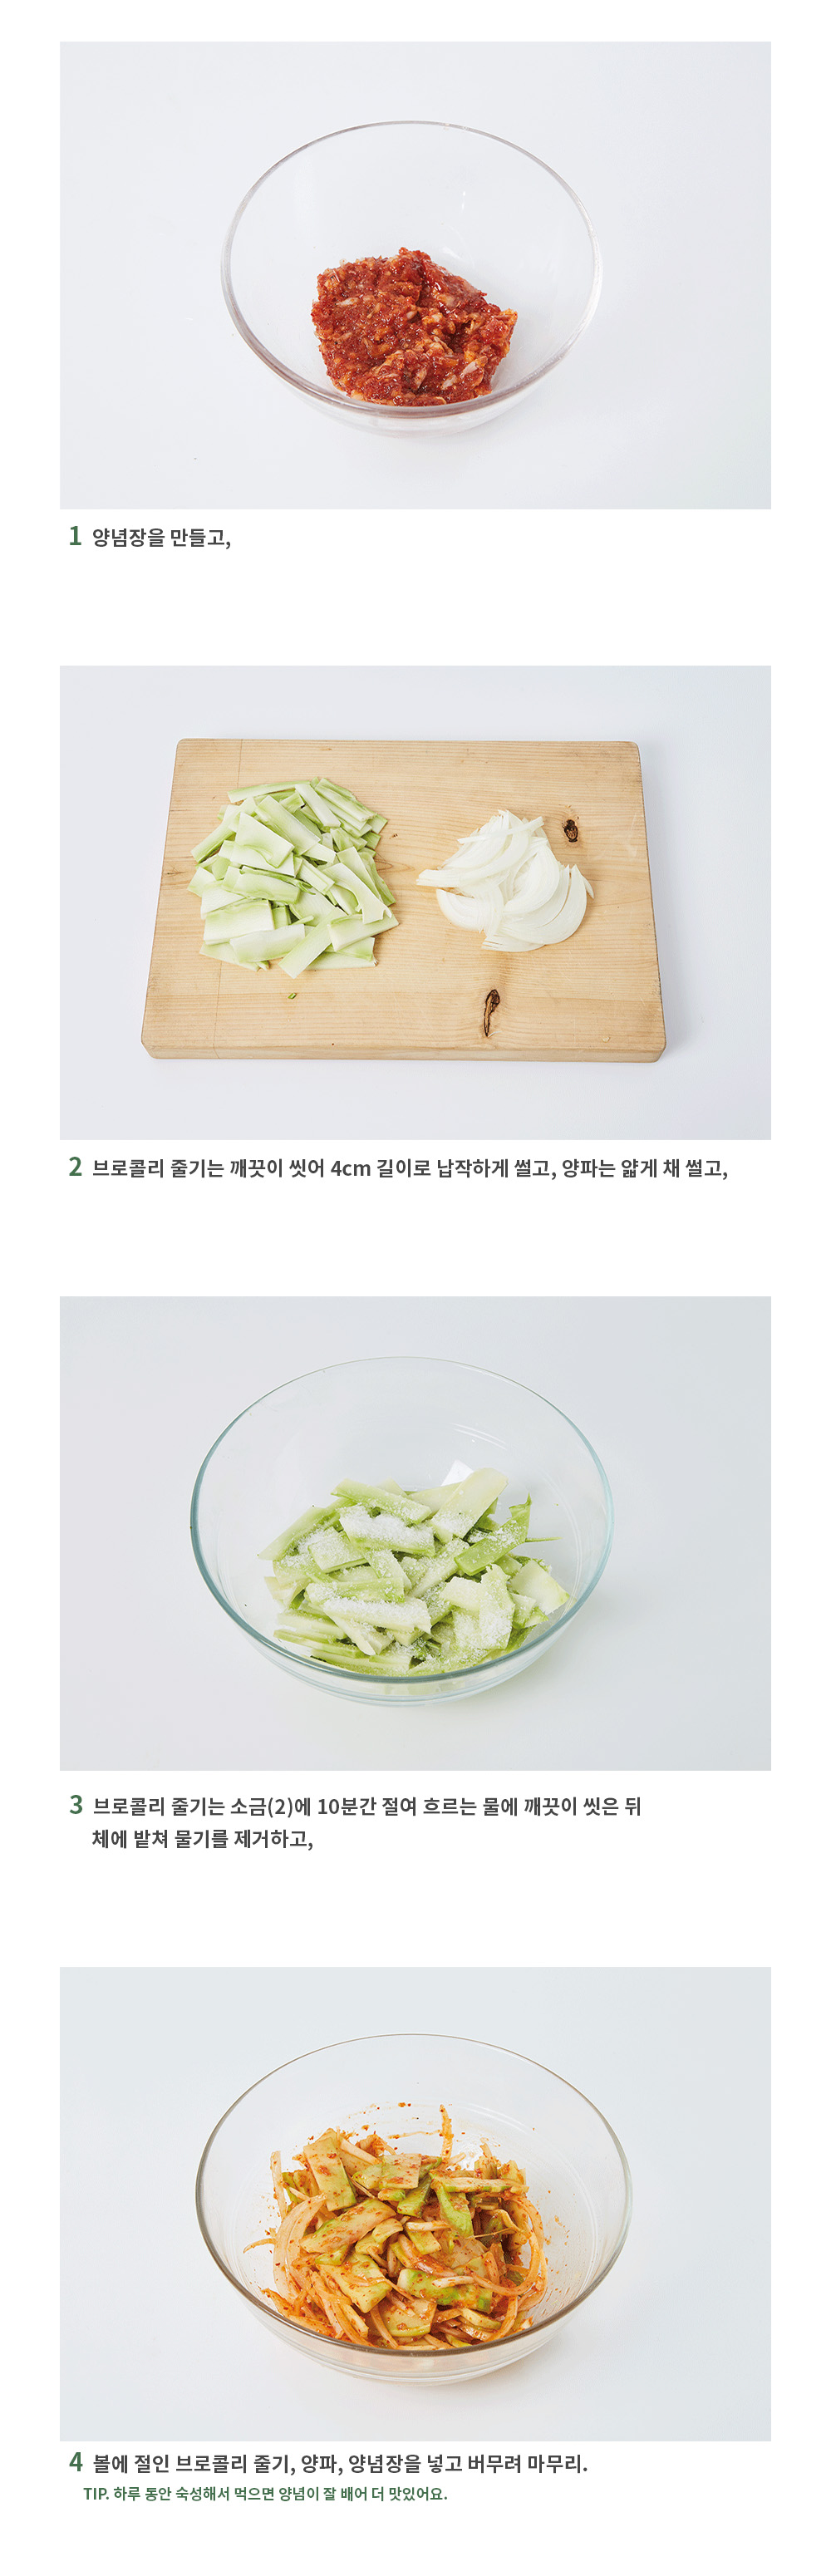 1 양념장을 만들고,
2 브로콜리 줄기는 깨끗이 씻어 4cm 길이로 납작하게 썰고, 양파는 얇게 채 썰고,
3 브로콜리 줄기는 소금(2)에 10분간 절여 흐르는 물에 깨끗이 씻은 뒤
체에 밭쳐 물기를 제거하고,
4 볼에 절인 브로콜리 줄기, 양파, 양념장을 넣고 버무려 마무리.
TIP. 하루 동안 숙성해서 먹으면 양념이 잘 배어 더 맛있어요.